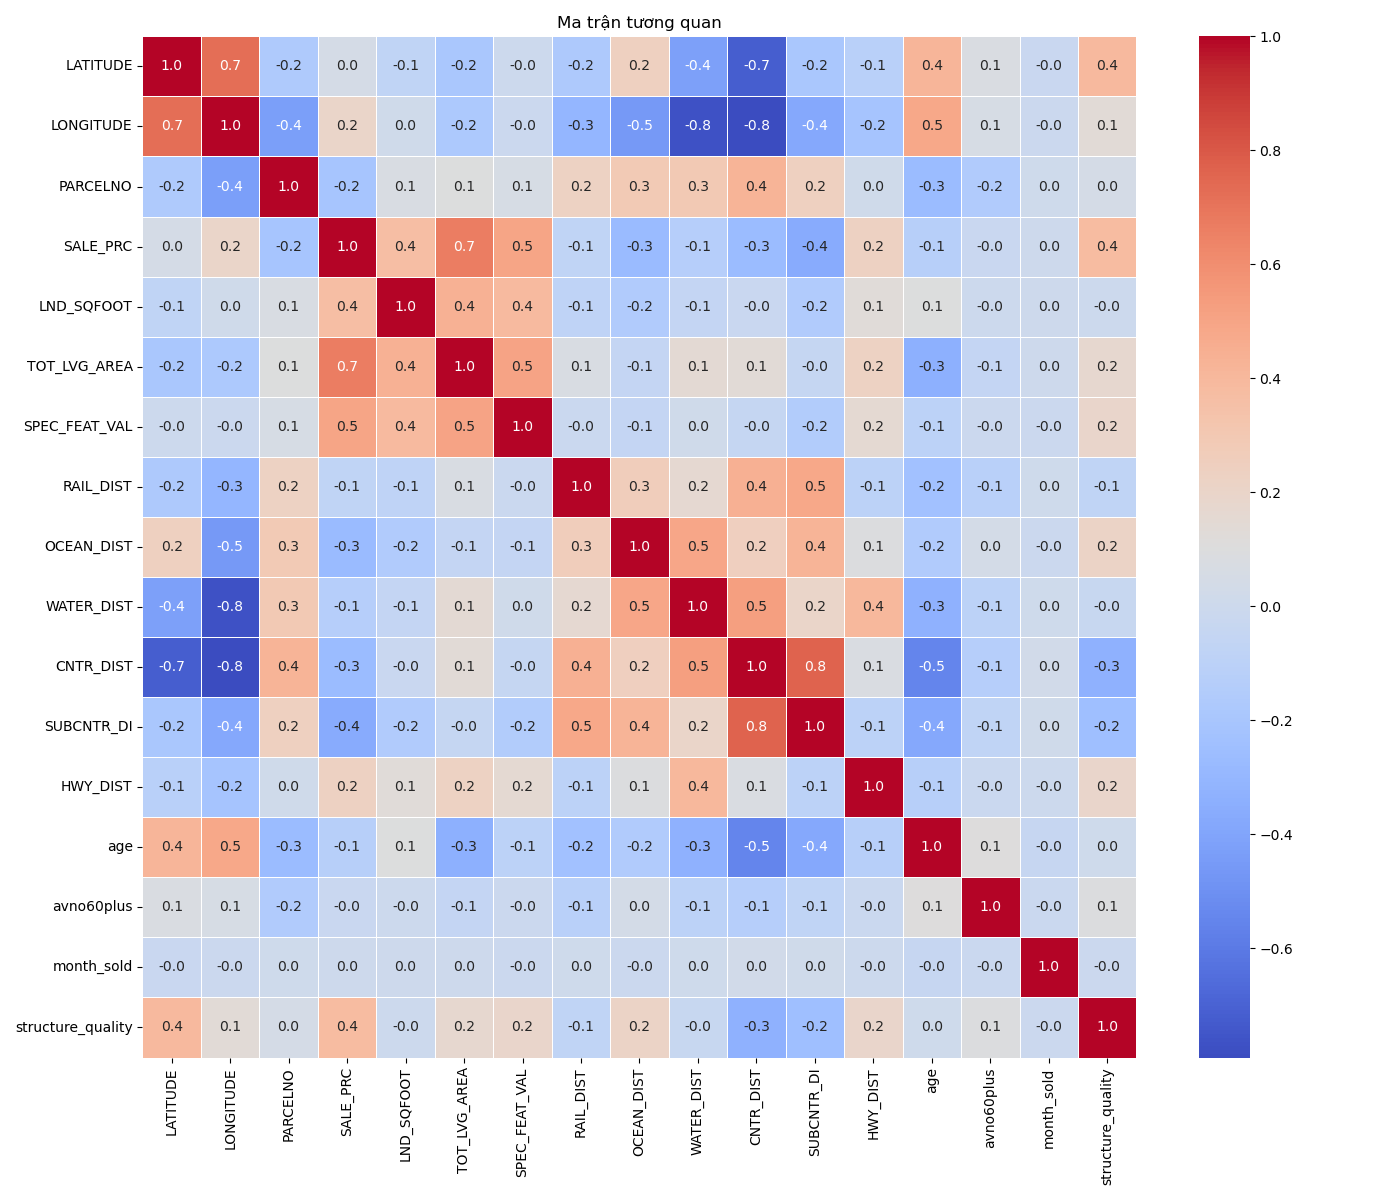 Ma trận tương quan
LATITUDE 1.0 0.7 -0.2 0.0 -0.1 -0.2 -0.0 -0.2 0.2 -0.4 -0.7 -0.2 -0.1 0.4 0.1 -0.0 0.4
LONGITUDE 0.7 1.0 -0.4 0.2 0.0 -0.2 -0.0 -0.3 -0.5 -0.8 -0.8 -0.4 -0.2 0.5 0.1 -0.0 0.1
PARCELNO -0.2 -0.4 1.0 -0.2 0.1 0.1 0.1 0.2 0.3 0.3 0.4 0.2 0.0 -0.3 -0.2 0.0 0.0
SALE_PRC 0.0 0.2 -0.2 1.0 0.4 0.7 0.5 -0.1 -0.3 -0.1 -0.3 -0.4 0.2 -0.1 -0.0 0.0 0.4
LND_SQFOOT -0.1 0.0 0.1 0.4 1.0 0.4 0.4 -0.1 -0.2 -0.1 -0.0 -0.2 0.1 0.1 -0.0 0.0 -0.0
TOT_LVG_AREA -0.2 -0.2 0.1 0.7 0.4 1.0 0.5 0.1 -0.1 0.1 0.1 -0.0 0.2 -0.3 -0.1 0.0 0.2
SPEC_FEAT_VAL -0.0 -0.0 0.1 0.5 0.4 0.5 1.0 -0.0 -0.1 0.0 -0.0 -0.2 0.2 -0.1 -0.0 -0.0 0.2
RAIL_DIST -0.2 -0.3 0.2 -0.1 -0.1 0.1 -0.0 1.0 0.3 0.2 0.4 0.5 -0.1 -0.2 -0.1 0.0 -0.1
OCEAN_DIST 0.2 -0.5 0.3 -0.3 -0.2 -0.1 -0.1 0.3 1.0 0.5 0.2 0.4 0.1 -0.2 0.0 -0.0 0.2
WATER_DIST -0.4 -0.8 0.3 -0.1 -0.1 0.1 0.0 0.2 0.5 1.0 0.5 0.2 0.4 -0.3 -0.1 0.0 -0.0
CNTR_DIST -0.7 -0.8 0.4 -0.3 -0.0 0.1 -0.0 0.4 0.2 0.5 1.0 0.8 0.1 -0.5 -0.1 0.0 -0.3
SUBCNTR_DI -0.2 -0.4 0.2 -0.4 -0.2 -0.0 -0.2 0.5 0.4 0.2 0.8 1.0 -0.1 -0.4 -0.1 0.0 -0.2
HWY_DIST -0.1 -0.2 0.0 0.2 0.1 0.2 0.2 -0.1 0.1 0.4 0.1 -0.1 1.0 -0.1 -0.0 -0.0 0.2
age 0.4 0.5 -0.3 -0.1 0.1 -0.3 -0.1 -0.2 -0.2 -0.3 -0.5 -0.4 -0.1 1.0 0.1 -0.0 0.0
avno60plus 0.1 0.1 -0.2 -0.0 -0.0 -0.1 -0.0 -0.1 0.0 -0.1 -0.1 -0.1 -0.0 0.1 1.0 -0.0 0.1
month_sold -0.0 -0.0 0.0 0.0 0.0 0.0 -0.0 0.0 -0.0 0.0 0.0 0.0 -0.0 -0.0 -0.0 1.0 -0.0
structure_quality 0.4 0.1 0.0 0.4 -0.0 0.2 0.2 -0.1 0.2 -0.0 -0.3 -0.2 0.2 0.0 0.1 -0.0 1.0
LATITUDE LONGITUDE PARCELNO SALE_PRC LND_SQFOOT TOT_LVG_AREA SPEC_FEAT_VAL RAIL_DIST OCEAN_DIST WATER_DIST CNTR_DIST SUBCNTR_DI HWY_DIST age avno60plus month_sold structure_quality
1.0
0.8
0.6
0.4
0.2
0.0
−0.2
−0.4
−0.6